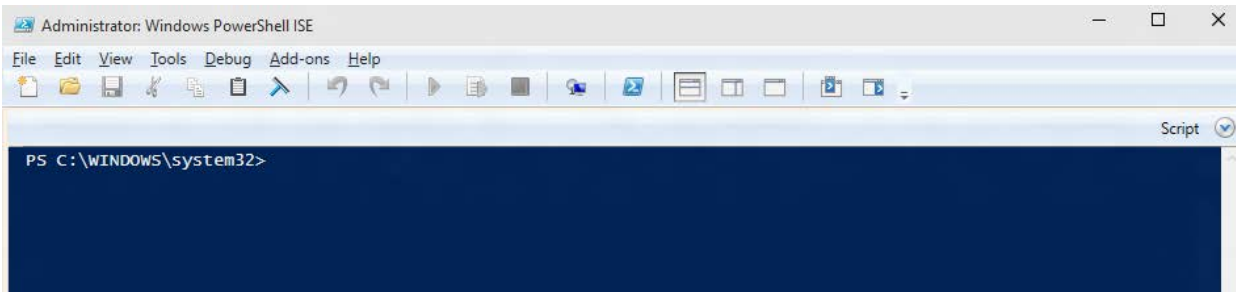 Administrator: Windows PowerShell ISE
File Edit View Tools Debug Add-ons Help
Script
PS C:\WINDOWS\system32>